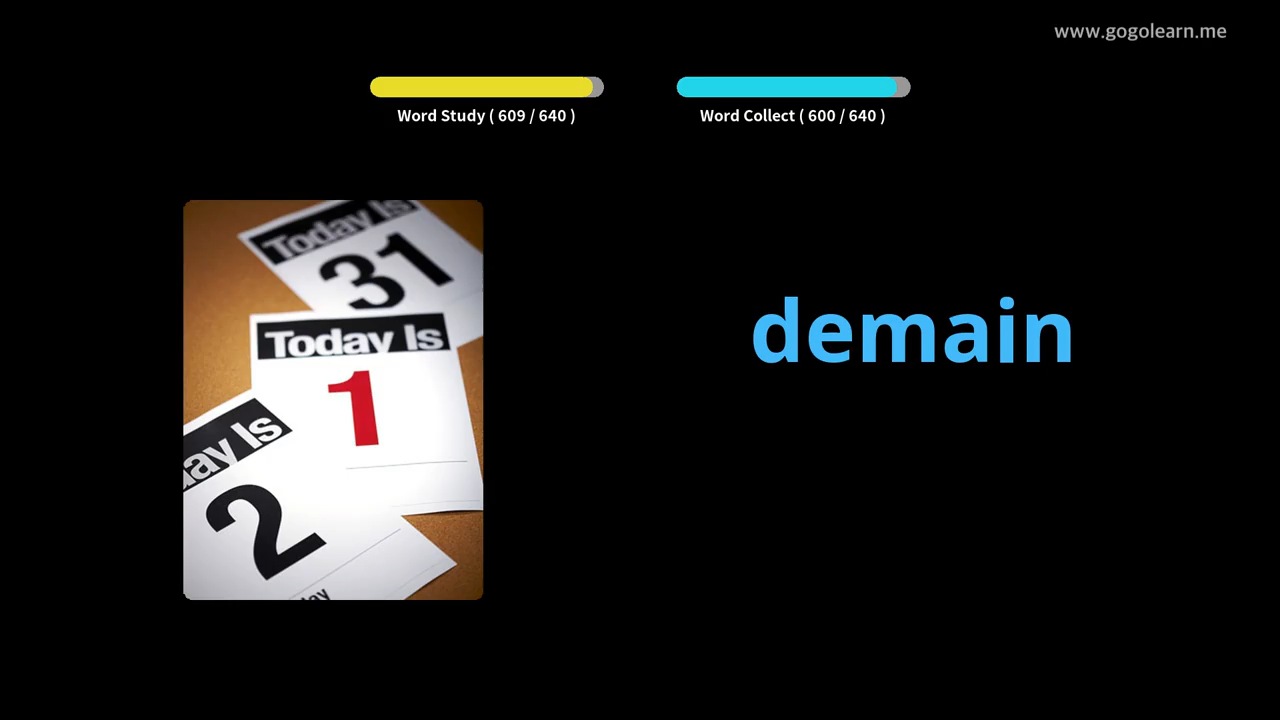 www.gogolearn.me
Word Study ( 609 / 640 )
Word Collect ( 600 / 640 )
Today Is
31
Today Is
1
demain
ay Is
2